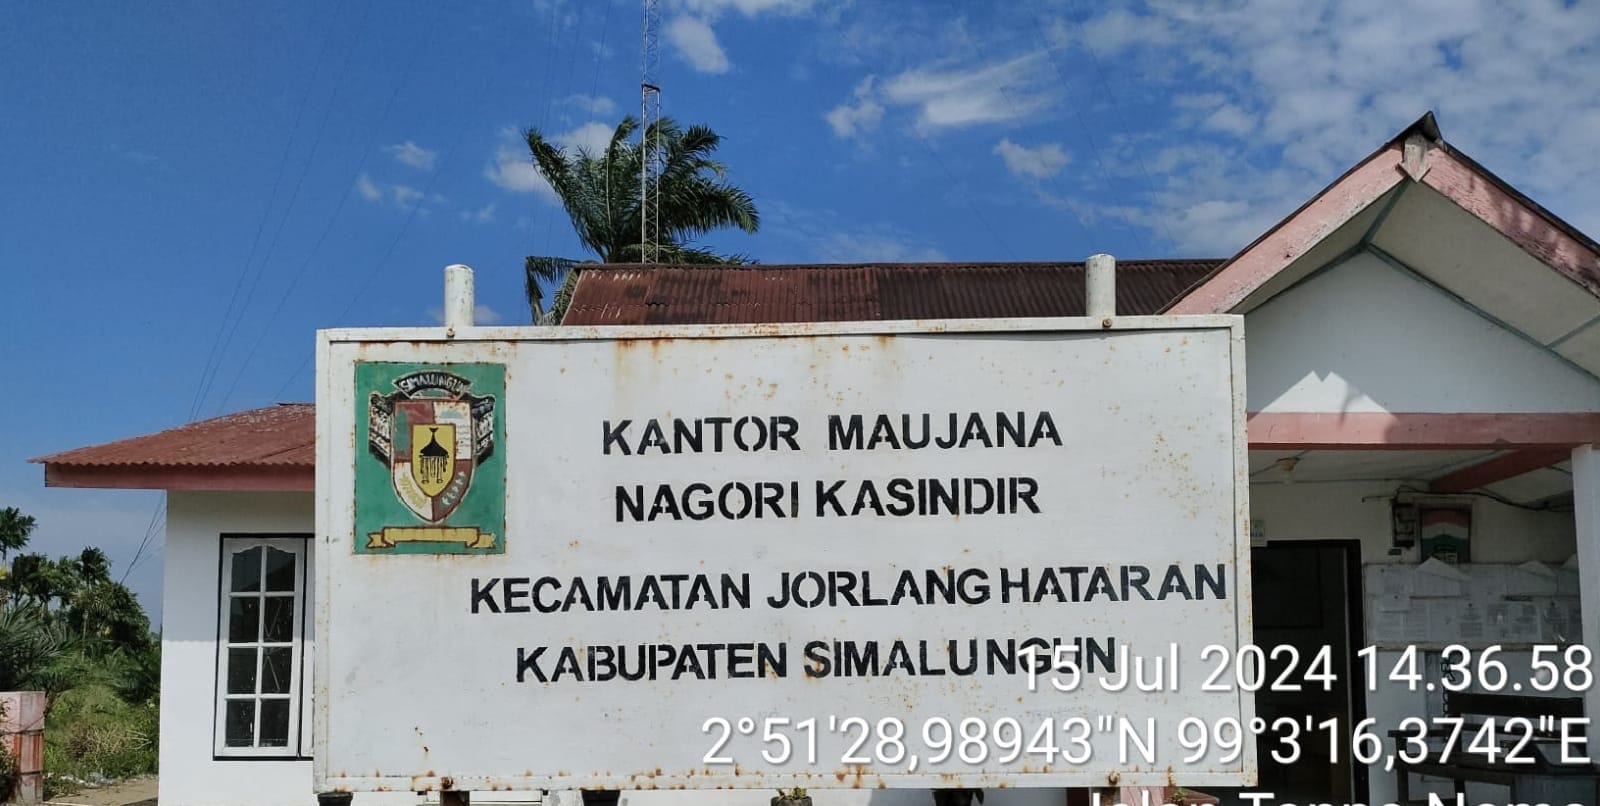 SIMALUNGUN
KANTOR MAUJANA
NAGORI KASINDIR
KECAMATAN JORLANG HATARAN
KABUPATEN SIMALUNGUN
15 Jul 2024 14.36.58
2°51'28,98943"N 99°3'16,3742"E
Jalan